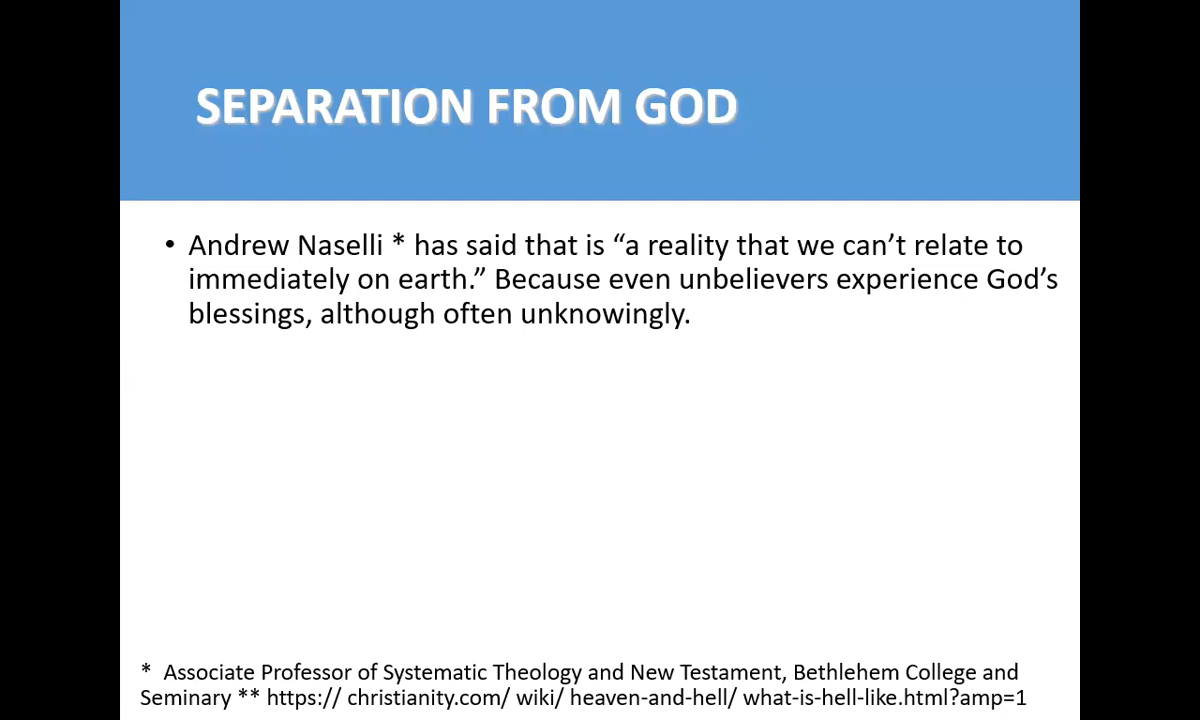 SEPARATION FROM GOD
• Andrew Naselli * has said that is “a reality that we can’t relate to
immediately on earth.” Because even unbelievers experience God’s
blessings, although often unknowingly.
* Associate Professor of Systematic Theology and New Testament, Bethlehem College and
Seminary ** https:// christianity.com/ wiki/ heaven-and-hell/ what-is-hell-like.html?amp=1